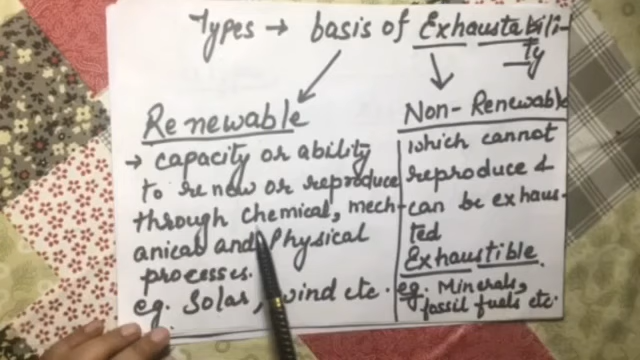 Types → basis of Exhaustabili-
ty
Renewable
→ capacity or ability
to renew or reproduce
through chemical, mech-
anical and Physical
processes.
eg. Solar, wind etc.
Non-Renewable
which cannot
reproduce &
can be exhaus-
ted
Exhaustible.
eg. Minerals,
fossil fuels etc.